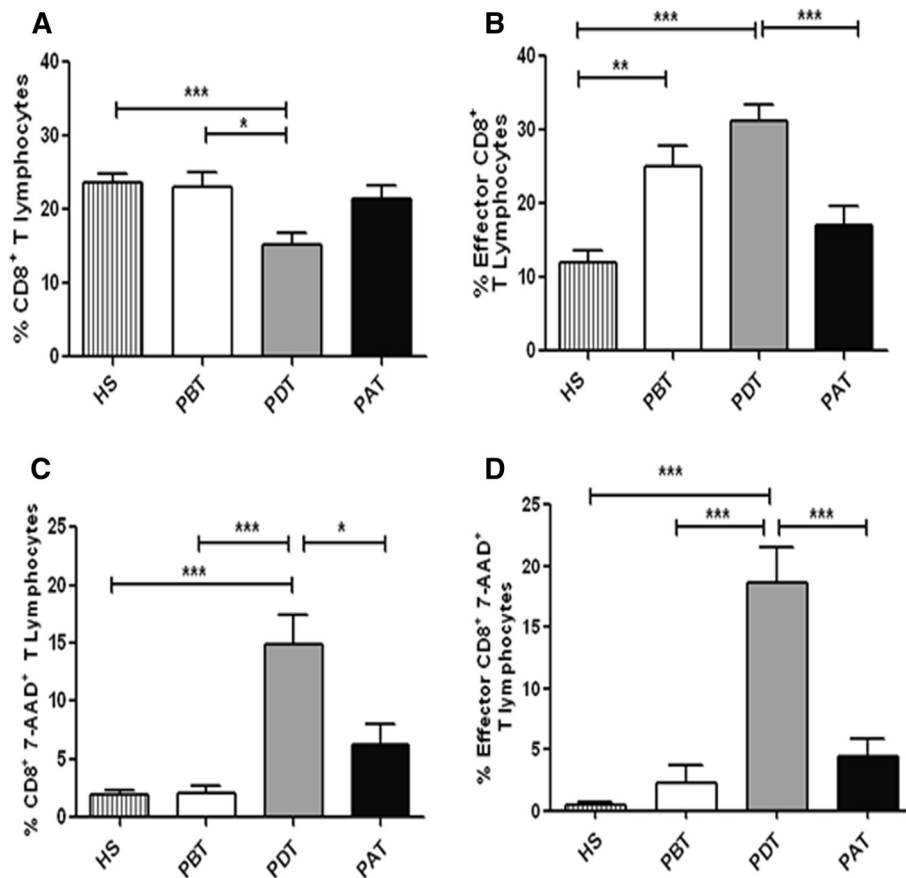 A
% CD8⁺ T lymphocytes
40
30
20
10
0
***
*
HS
PBT
PDT
PAT
B
% Effector CD8⁺
T Lymphocytes
40
30
20
10
0
***
***
**
HS
PBT
PDT
PAT
C
% CD8⁺ 7-AAD⁺ T Lymphocytes
25
20
15
10
5
0
***
*
***
HS
PBT
PDT
PAT
D
% Effector CD8⁺ 7-AAD⁺
T lymphocytes
25
20
15
10
5
0
***
***
***
HS
PBT
PDT
PAT